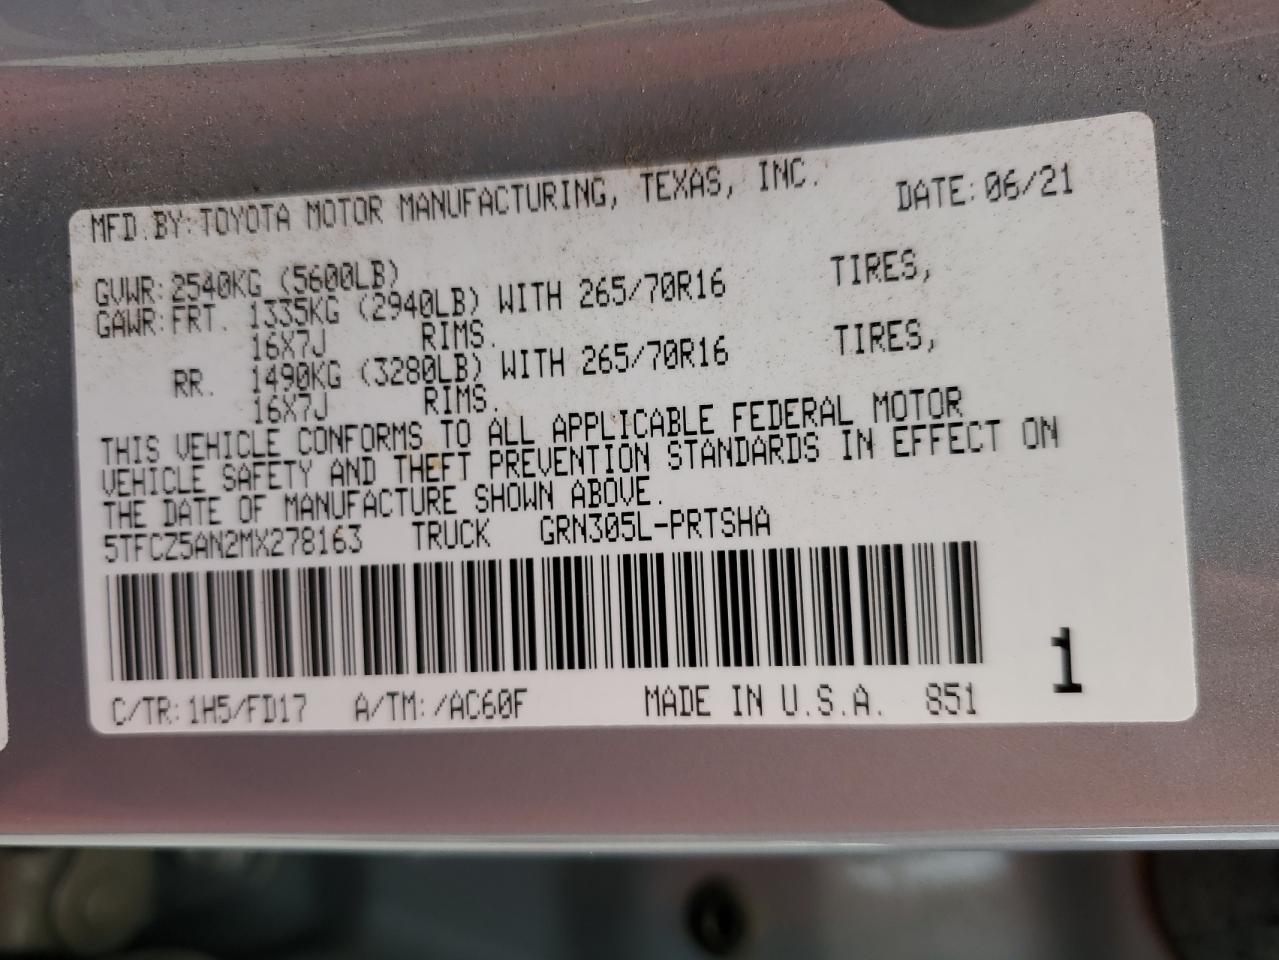 MFD.BY:TOYOTA MOTOR MANUFACTURING, TEXAS, INC. DATE:06/21
GVWR:2540KG (5600LB)
GAWR:FRT. 1335KG (2940LB) WITH 265/70R16 TIRES,
16X7J RIMS.
RR. 1490KG (3280LB) WITH 265/70R16 TIRES,
16X7J RIMS.
THIS VEHICLE CONFORMS TO ALL APPLICABLE FEDERAL MOTOR
VEHICLE SAFETY AND THEFT PREVENTION STANDARDS IN EFFECT ON
THE DATE OF MANUFACTURE SHOWN ABOVE.
5TFCZ5AN2MX278163 TRUCK GRN305L-PRTSHA
C/TR:1H5/FD17 A/TM:/AC60F MADE IN U.S.A. 851 1